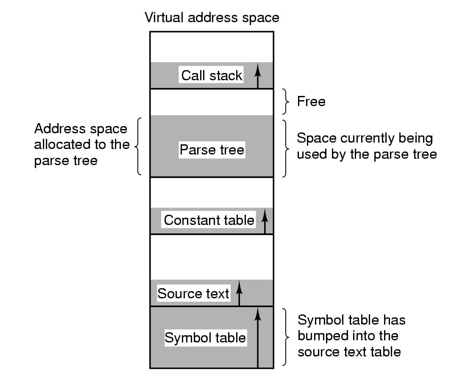 Virtual address space
Call stack
Free
Address space
allocated to the
parse tree
Parse tree
Space currently being
used by the parse tree
Constant table
Source text
Symbol table
Symbol table has
bumped into the
source text table